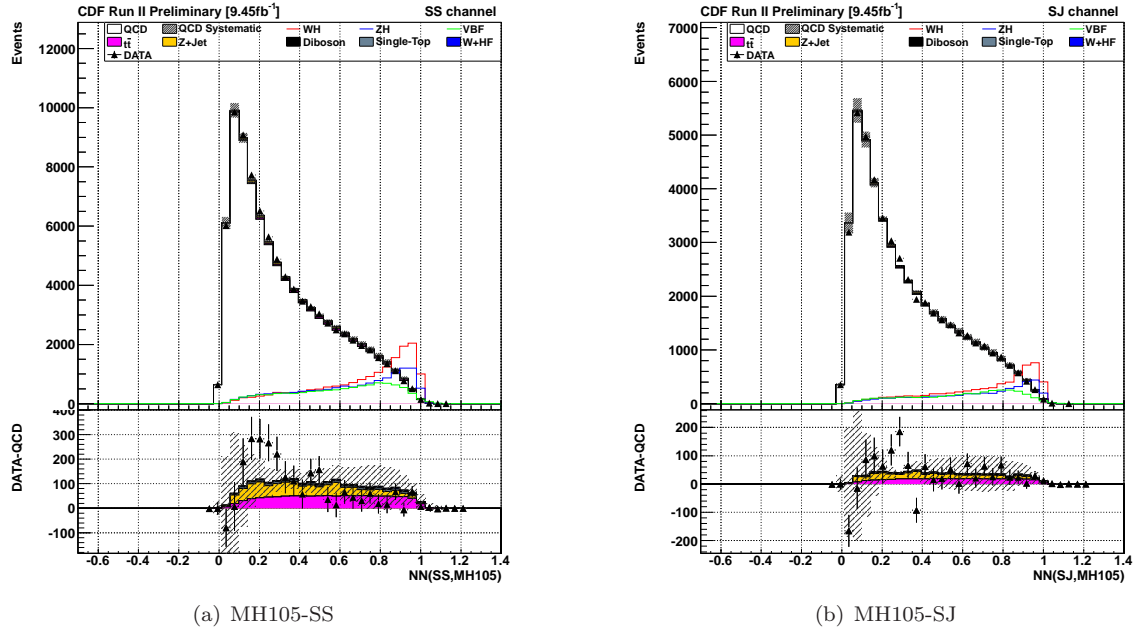 CDF Run II Preliminary [9.45fb⁻¹] SS channel
Events
QCD QCD Systematic WH ZH VBF
tt̄ Z+Jet Diboson Single-Top W+HF
DATA
12000
10000
8000
6000
4000
2000
0
DATA-QCD
400
300
200
100
0
-100
-0.6 -0.4 -0.2 0 0.2 0.4 0.6 0.8 1 1.2 1.4
NN(SS,MH105)
(a) MH105-SS
CDF Run II Preliminary [9.45fb⁻¹] SJ channel
Events
QCD QCD Systematic WH ZH VBF
tt̄ Z+Jet Diboson Single-Top W+HF
DATA
7000
6000
5000
4000
3000
2000
1000
0
DATA-QCD
200
100
0
-100
-200
-0.6 -0.4 -0.2 0 0.2 0.4 0.6 0.8 1 1.2 1.4
NN(SJ,MH105)
(b) MH105-SJ